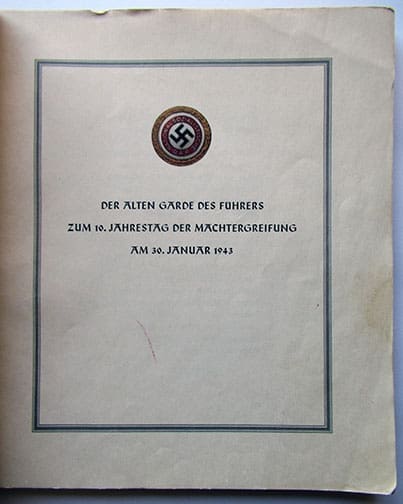 DER ALTEN GARDE DES FÜHRERS
ZUM 10. JAHRESTAG DER MACHTERGREIFUNG
AM 30. JANUAR 1943